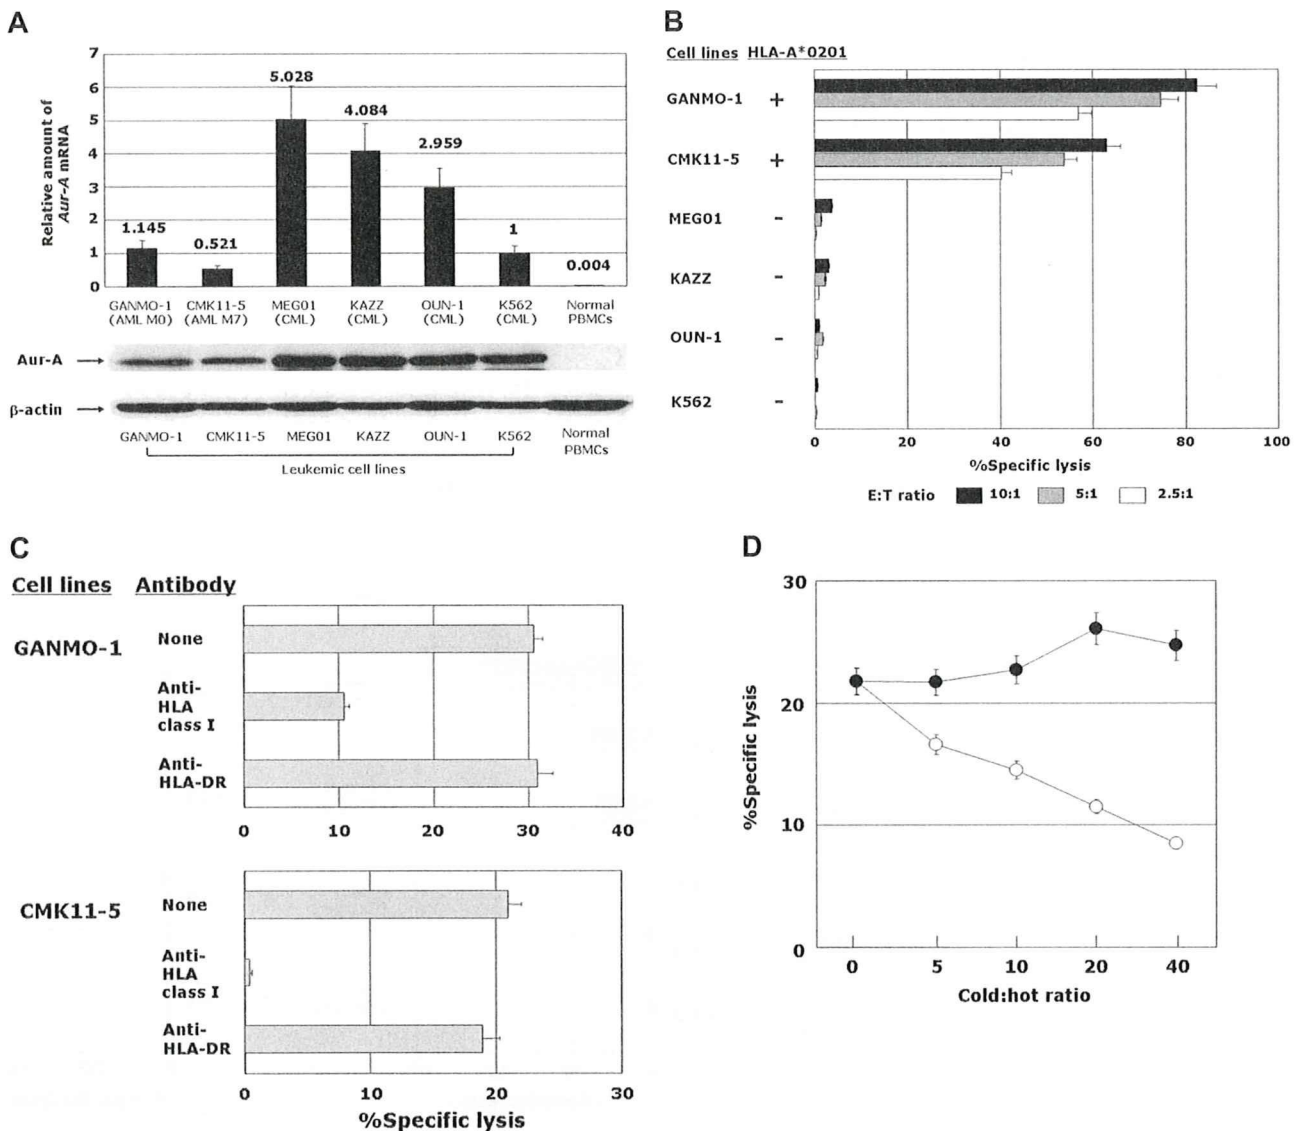 A
Relative amount of
Aur-A mRNA
7
6
5
4
3
2
1
0
1.145
0.521
5.028
4.084
2.959
1
0.004
GANMO-1 CMK11-5 MEG01 KAZZ OUN-1 K562 Normal
(AML M0) (AML M7) (CML) (CML) (CML) (CML) PBMCs
Aur-A
β-actin
GANMO-1 CMK11-5 MEG01 KAZZ OUN-1 K562 Normal
PBMCs
Leukemic cell lines
B
Cell lines HLA-A*0201
GANMO-1 +
CMK11-5 +
MEG01 -
KAZZ -
OUN-1 -
K562 -
0 20 40 60 80 100
%Specific lysis
E:T ratio 10:1 5:1 2.5:1
C
Cell lines Antibody
GANMO-1
None
Anti-
HLA
class I
Anti-
HLA-DR
0 10 20 30 40
CMK11-5
None
Anti-
HLA
class I
Anti-
HLA-DR
0 10 20 30
%Specific lysis
D
%Specific lysis
30
20
10
0
0 5 10 20 40
Cold:hot ratio